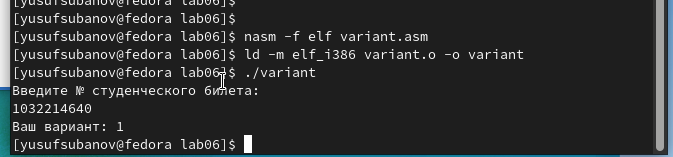 [yusufsubanov@fedora lab06]$
[yusufsubanov@fedora lab06]$
[yusufsubanov@fedora lab06]$ nasm -f elf variant.asm
[yusufsubanov@fedora lab06]$ ld -m elf_i386 variant.o -o variant
[yusufsubanov@fedora lab06]$ ./variant
Введите № студенческого билета:
1032214640
Ваш вариант: 1
[yusufsubanov@fedora lab06]$